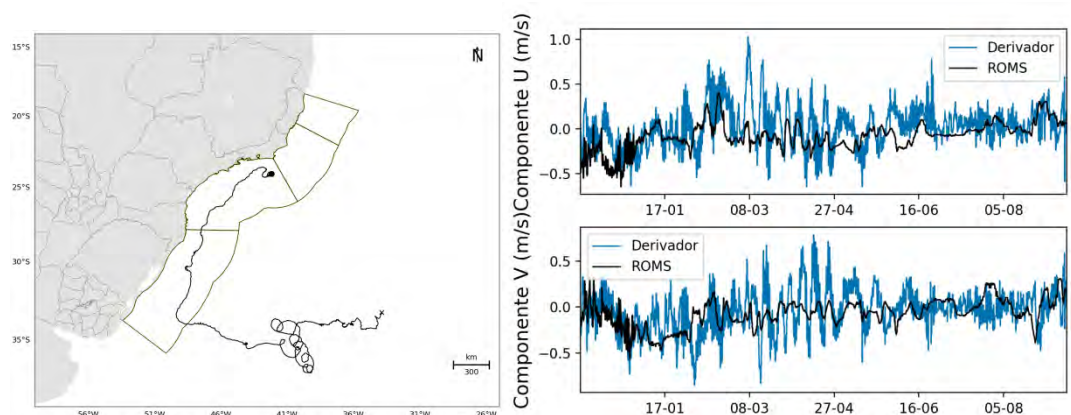 15°S
20°S
25°S
30°S
35°S
56°W 51°W 46°W 41°W 36°W 31°W 26°W
N
km
300
Componente U (m/s)
1.0
0.5
0.0
−0.5
Derivador
ROMS
17-01 08-03 27-04 16-06 05-08
Componente V (m/s)
0.5
0.0
−0.5
Derivador
ROMS
17-01 08-03 27-04 16-06 05-08